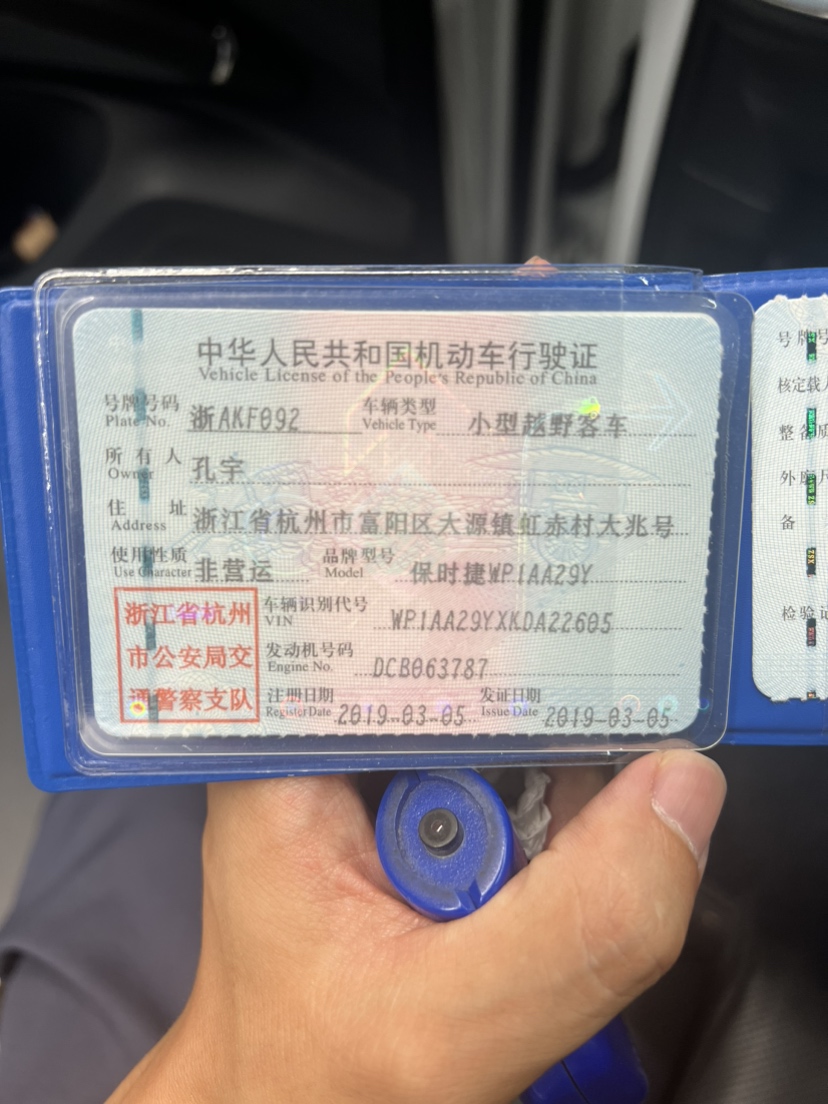 中华人民共和国机动车行驶证
Vehicle License of the People's Republic of China
号牌号码 浙AKF092 车辆类型 小型越野客车
Plate No. Vehicle Type
所有人 孔宇
Owner
住址 浙江省杭州市富阳区大源镇虹赤村大兆号
Address
使用性质 非营运 品牌型号 保时捷WP1AA29Y
Use Character Model
浙江省杭州
市公安局交
通警察支队
车辆识别代号 WP1AA29YXKDA22605
VIN
发动机号码 DCB063787
Engine No.
注册日期 2019-03-05 发证日期 2019-03-05
Register Date Issue Date
号牌号
核定载人
整备质
外廓尺
备
检验记